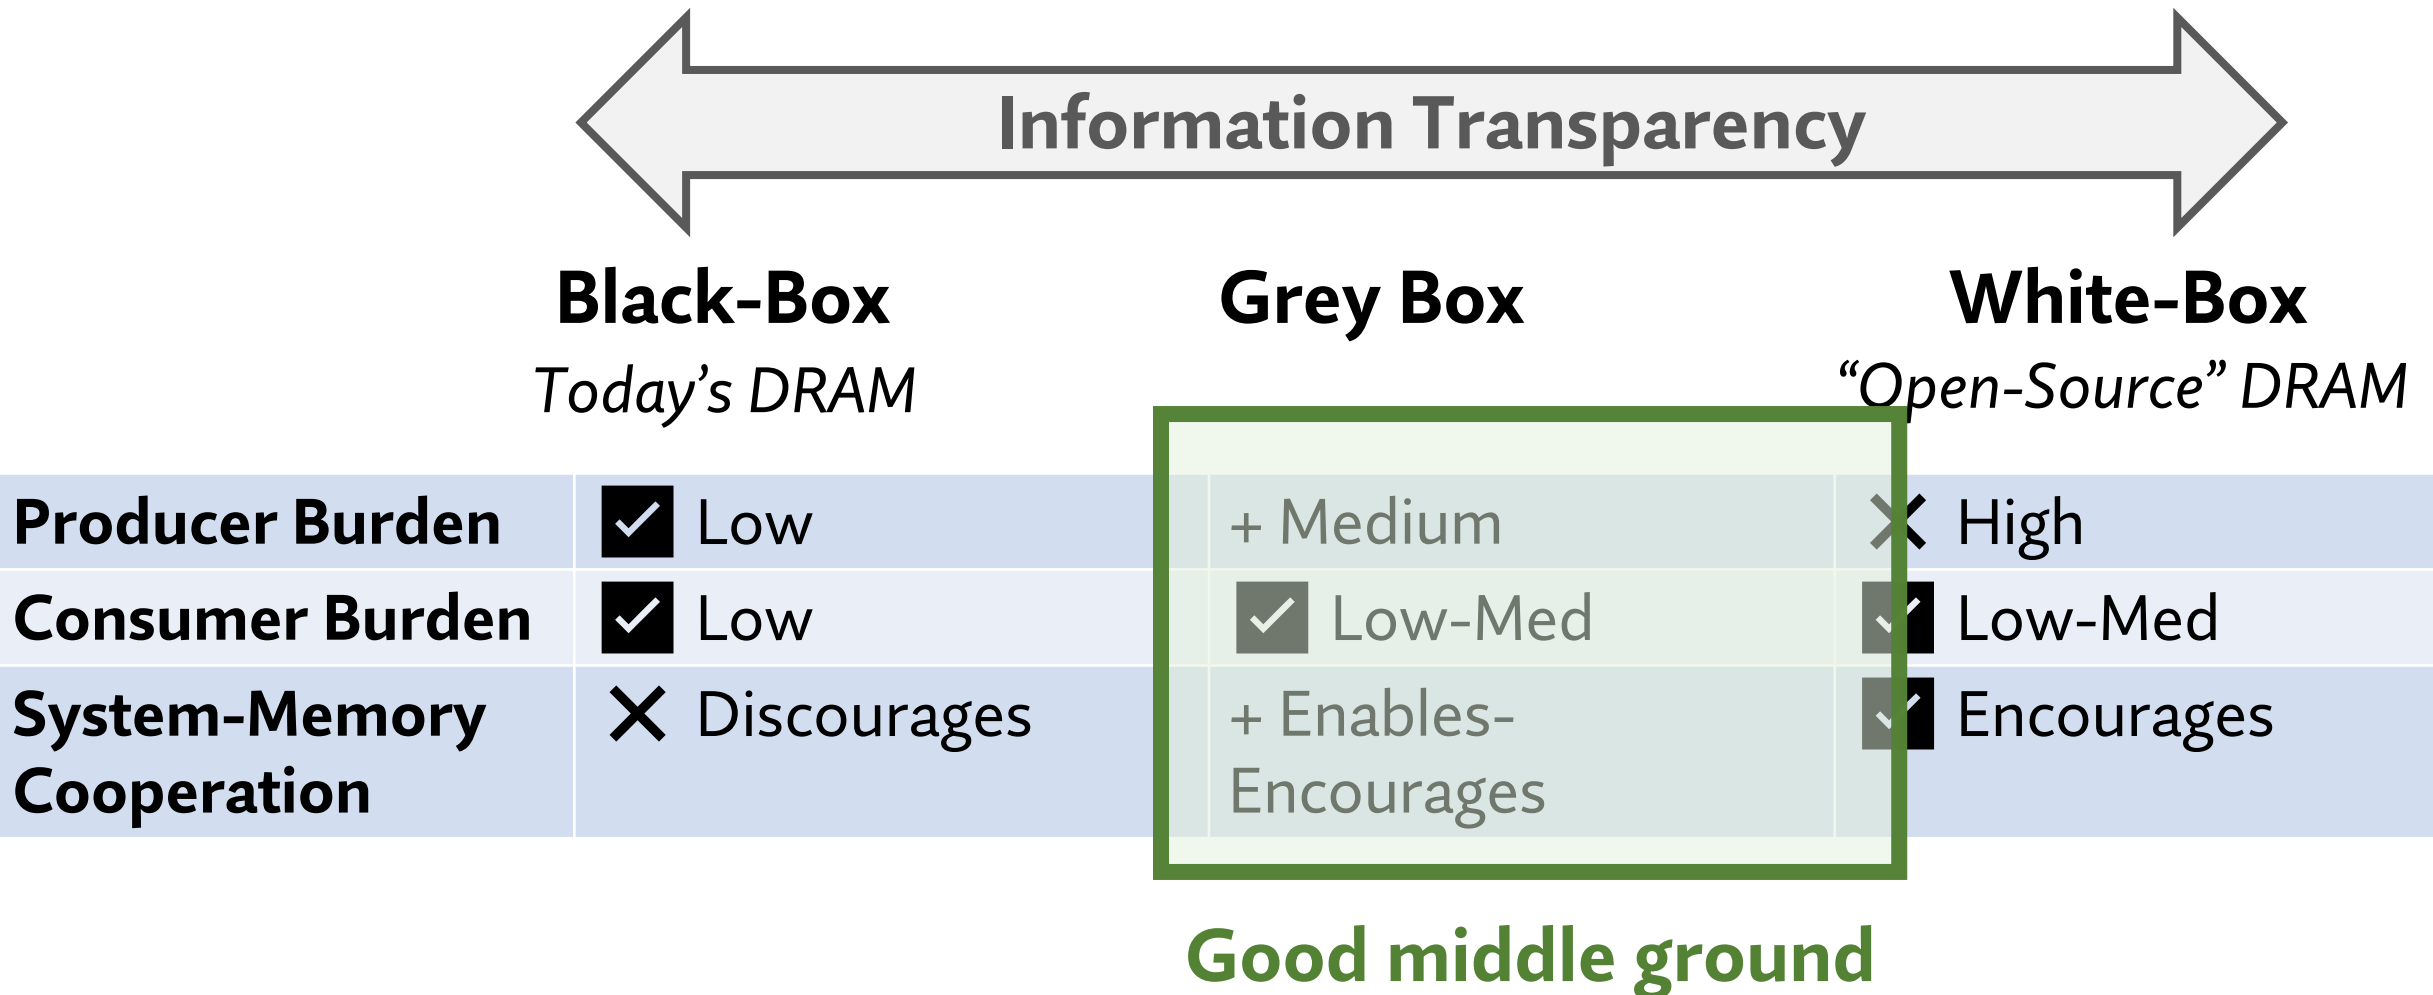 Information Transparency
Black-Box
Grey Box
White-Box
Today’s DRAM
“Open-Source” DRAM
Producer Burden
Low
+ Medium
High
Consumer Burden
Low
Low-Med
Low-Med
System-Memory
Cooperation
Discourages
+ Enables-
Encourages
Encourages
Good middle ground